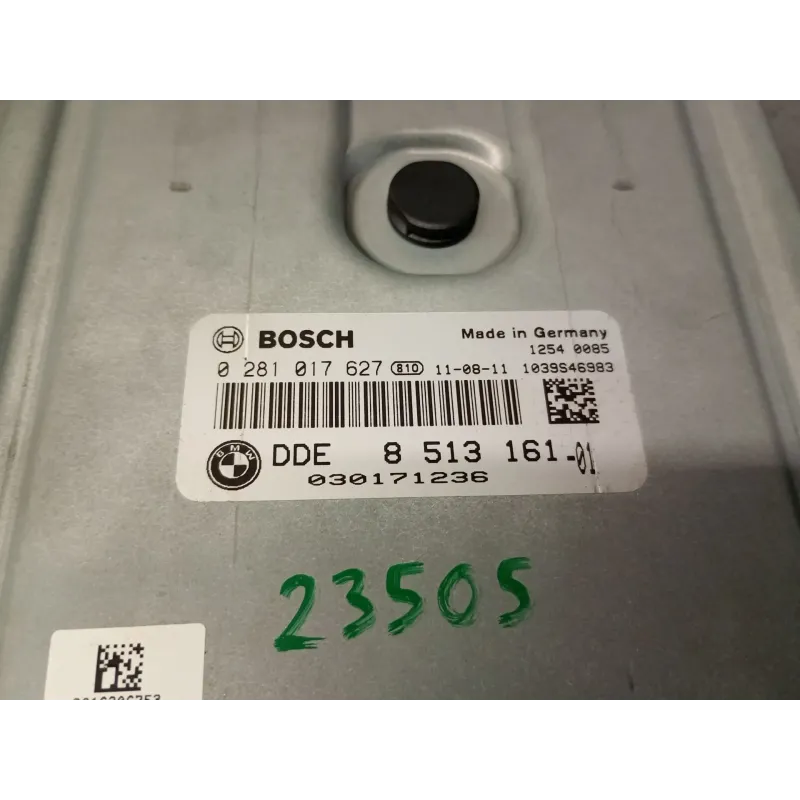 BOSCH Made in Germany
1254 0085
0 281 017 627 810 11-08-11 1039S46983
BMW DDE 8 513 161-01
030171236
23505